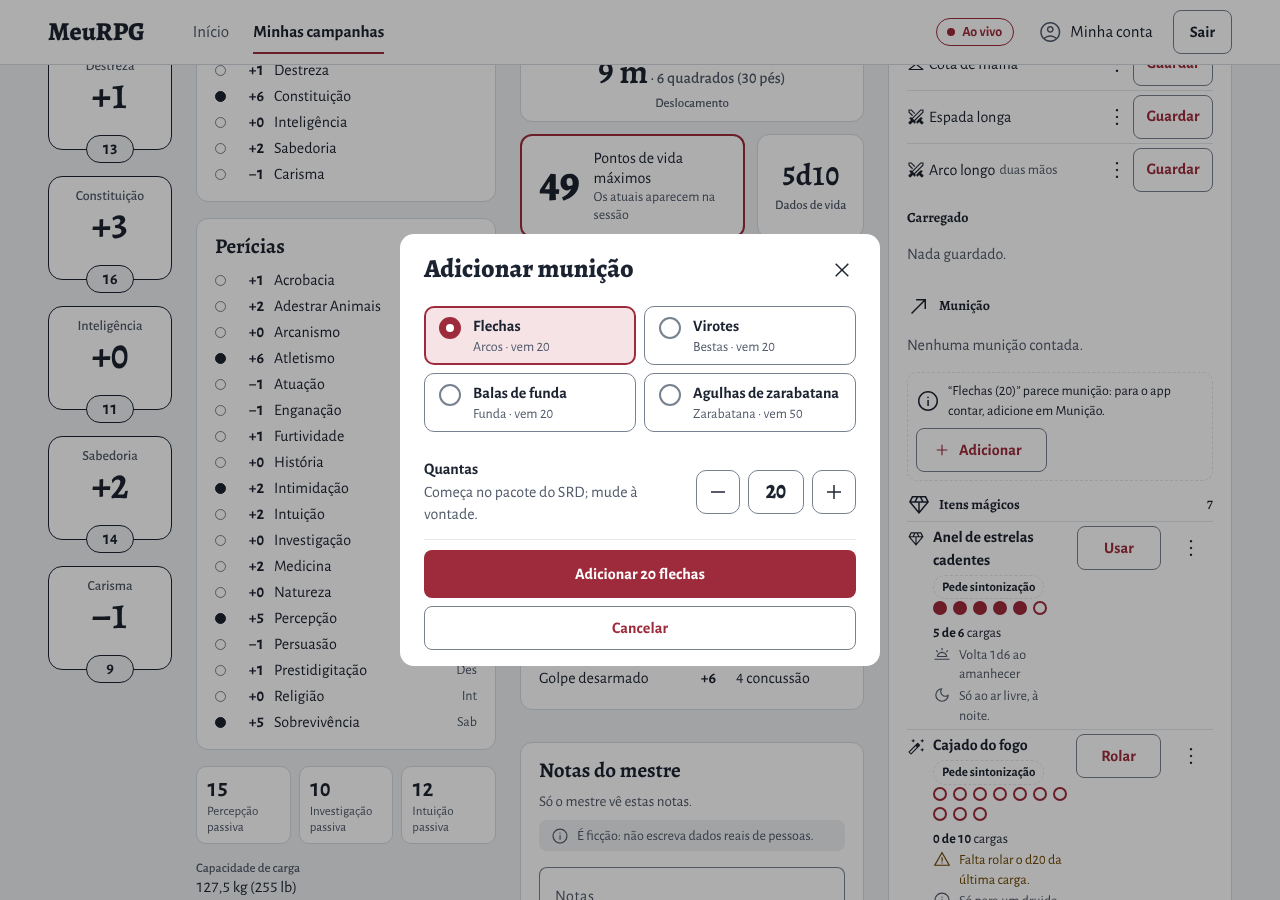 MeuRPG
Início
Minhas campanhas
Ao vivo
Minha conta
Sair
Destreza
+1
13
Constituição
+3
16
Inteligência
+0
11
Sabedoria
+2
14
Carisma
−1
9
+1 Destreza
+6 Constituição
+0 Inteligência
+2 Sabedoria
−1 Carisma
Perícias
+1 Acrobacia
+2 Adestrar Animais
+0 Arcanismo
+6 Atletismo
−1 Atuação
−1 Enganação
+1 Furtividade
+0 História
+2 Intimidação
+2 Intuição
+0 Investigação
+2 Medicina
+0 Natureza
+5 Percepção
−1 Persuasão
+1 Prestidigitação Des
+0 Religião Int
+5 Sobrevivência Sab
15
Percepção
passiva
10
Investigação
passiva
12
Intuição
passiva
Capacidade de carga
127,5 kg (255 lb)
9 m · 6 quadrados (30 pés)
Deslocamento
49
Pontos de vida
máximos
Os atuais aparecem na
sessão
5d10
Dados de vida
Adicionar munição
Flechas
Arcos · vem 20
Virotes
Bestas · vem 20
Balas de funda
Funda · vem 20
Agulhas de zarabatana
Zarabatana · vem 50
Quantas
Começa no pacote do SRD; mude à
vontade.
20
Adicionar 20 flechas
Cancelar
Golpe desarmado +6 4 concussão
Notas do mestre
Só o mestre vê estas notas.
É ficção: não escreva dados reais de pessoas.
Notas
Cota de malha
Guardar
Espada longa
Guardar
Arco longo duas mãos
Guardar
Carregado
Nada guardado.
Munição
Nenhuma munição contada.
“Flechas (20)” parece munição: para o app
contar, adicione em Munição.
Adicionar
Itens mágicos 7
Anel de estrelas
cadentes
Usar
Pede sintonização
5 de 6 cargas
Volta 1d6 ao
amanhecer
Só ao ar livre, à
noite.
Cajado do fogo
Rolar
Pede sintonização
0 de 10 cargas
Falta rolar o d20 da
última carga.